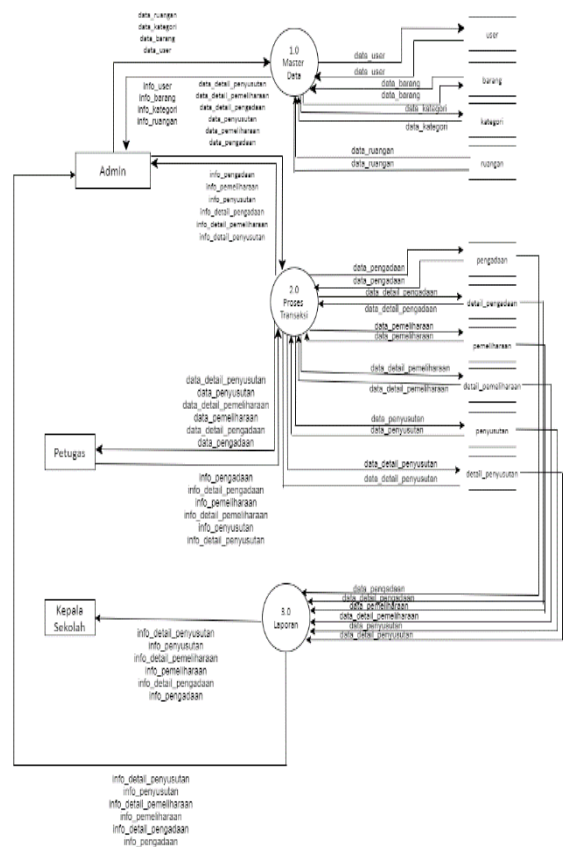 data_ruangan
data_kategori
data_barang
data_user
1.0
Master
Data
data_user
data_user
data_barang
data_barang
data_kategori
data_kategori
data_ruangan
data_ruangan
user
barang
kategori
ruangan
info_user
info_barang
info_kategori
info_ruangan
data_detail_penyusutan
data_detail_pemeliharaan
data_detail_pengadaan
data_penyusutan
data_pemeliharaan
data_pengadaan
Admin
info_pengadaan
info_pemeliharaan
info_penyusutan
info_detail_pengadaan
info_detail_pemeliharaan
info_detail_penyusutan
2.0
Proses
Transaksi
data_pengadaan
data_pengadaan
data_detail_pengadaan
data_detail_pengadaan
data_pemeliharaan
data_pemeliharaan
data_detail_pemeliharaan
data_detail_pemeliharaan
data_penyusutan
data_penyusutan
data_detail_penyusutan
data_detail_penyusutan
pengadaan
detail_pengadaan
pemeliharaan
detail_pemeliharaan
penyusutan
detail_penyusutan
data_detail_penyusutan
data_penyusutan
data_detail_pemeliharaan
data_pemeliharaan
data_detail_pengadaan
data_pengadaan
Petugas
info_pengadaan
info_detail_pengadaan
info_pemeliharaan
info_detail_pemeliharaan
info_penyusutan
info_detail_penyusutan
3.0
Laporan
data_pengadaan
data_detail_pengadaan
data_pemeliharaan
data_detail_pemeliharaan
data_penyusutan
data_detail_penyusutan
Kepala
Sekolah
info_detail_penyusutan
info_penyusutan
info_detail_pemeliharaan
info_pemeliharaan
info_detail_pengadaan
info_pengadaan
info_detail_penyusutan
info_penyusutan
info_detail_pemeliharaan
info_pemeliharaan
info_detail_pengadaan
info_pengadaan